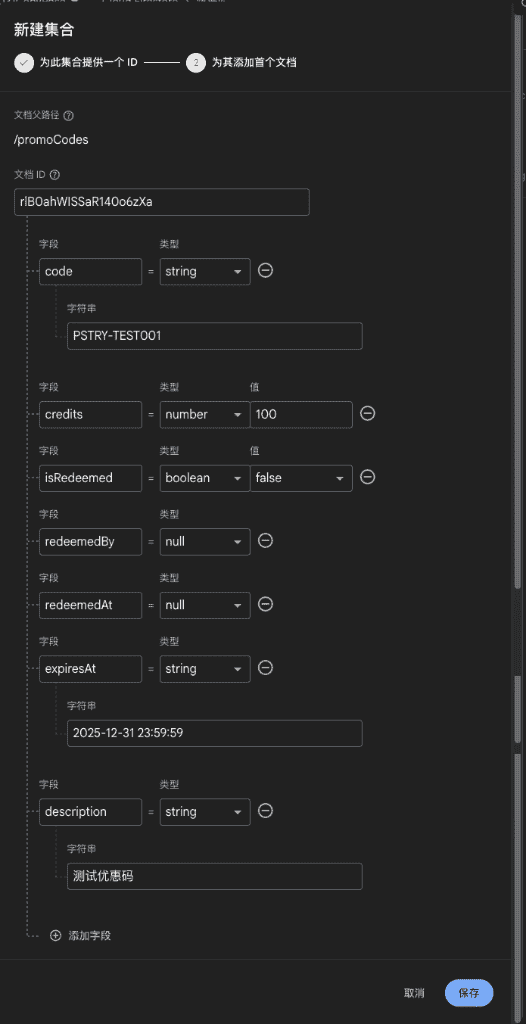 新建集合
为此集合提供一个 ID
2 为其添加首个文档
文档父路径
/promoCodes
文档 ID
rIBOahWISSaR14Oo6zXa
字段 类型
code = string
字符串
PSTRY-TEST001
字段 类型 值
credits = number 100
字段 类型 值
isRedeemed = boolean false
字段 类型
redeemedBy = null
字段 类型
redeemedAt = null
字段 类型
expiresAt = string
字符串
2025-12-31 23:59:59
字段 类型
description = string
字符串
测试优惠码
添加字段
取消 保存